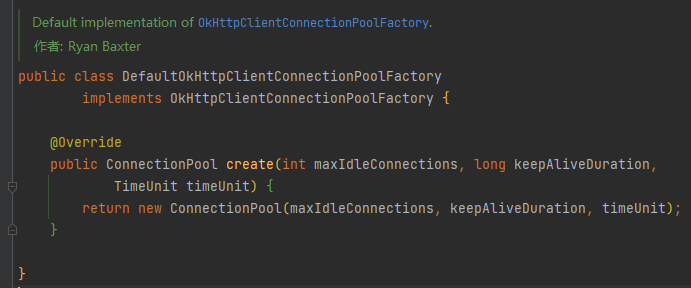 Default implementation of OkHttpClientConnectionPoolFactory.
作者: Ryan Baxter
public class DefaultOkHttpClientConnectionPoolFactory
        implements OkHttpClientConnectionPoolFactory {
    @Override
    public ConnectionPool create(int maxIdleConnections, long keepAliveDuration,
            TimeUnit timeUnit) {
        return new ConnectionPool(maxIdleConnections, keepAliveDuration, timeUnit);
    }
}